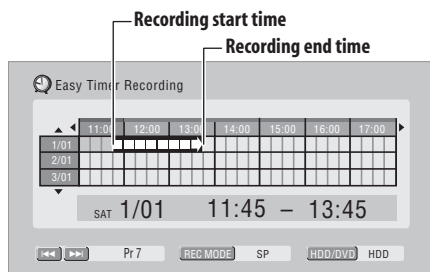 Recording start time
Recording end time
Easy Timer Recording
11:00 12:00 13:00 14:00 15:00 16:00 17:00
1/01
2/01
3/01
SAT 1/01 11:45 – 13:45
Pr 7 REC MODE SP HDD/DVD HDD